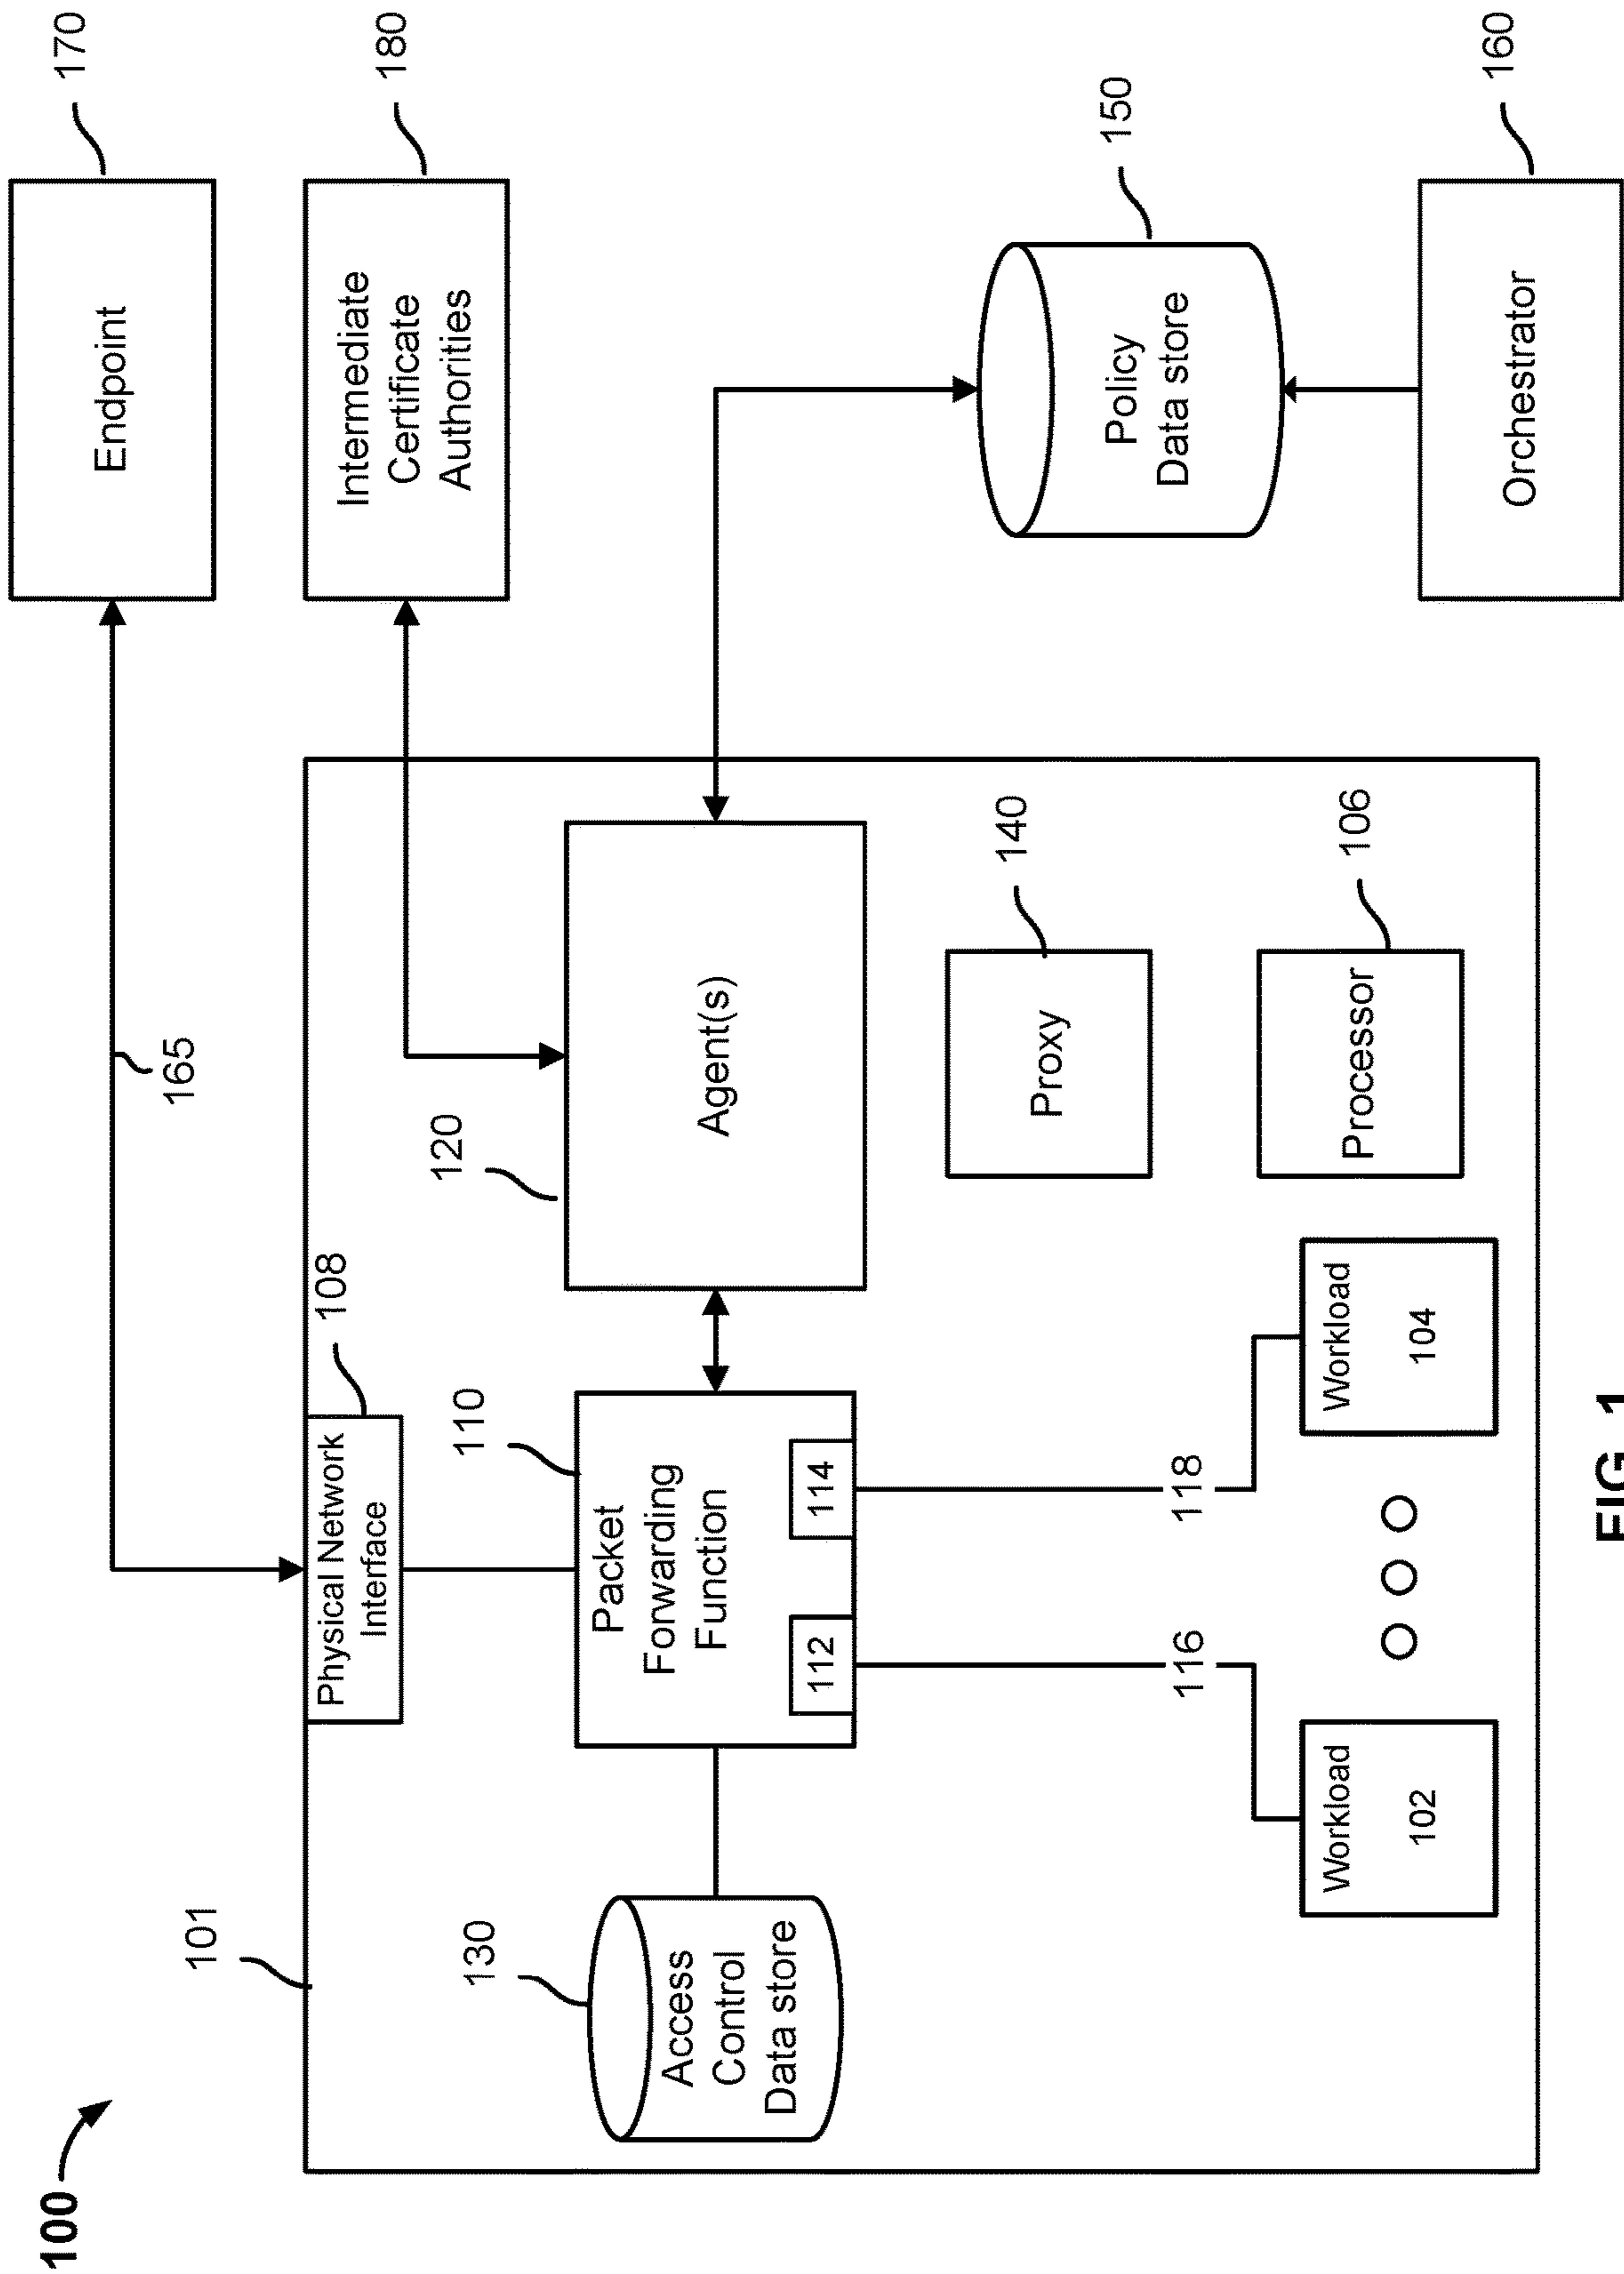 100
101
Endpoint
170
165
Intermediate
Certificate
Authorities
180
Physical Network
Interface
108
120
Agent(s)
110
Packet
Forwarding
Function
112
114
130
Access
Control
Data store
Proxy
140
Policy
Data store
150
116
118
Processor
106
Workload
102
Workload
104
Orchestrator
160
FIG. 1